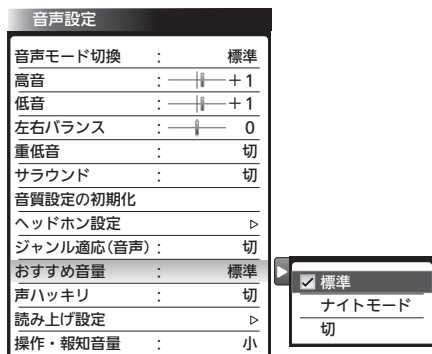 音声設定
音声モード切換 : 標準
高音 : +1
低音 : +1
左右バランス : 0
重低音 : 切
サラウンド : 切
音質設定の初期化
ヘッドホン設定
ジャンル適応(音声) : 切
おすすめ音量 : 標準
声ハッキリ : 切
読み上げ設定
操作・報知音量 : 小
標準
ナイトモード
切